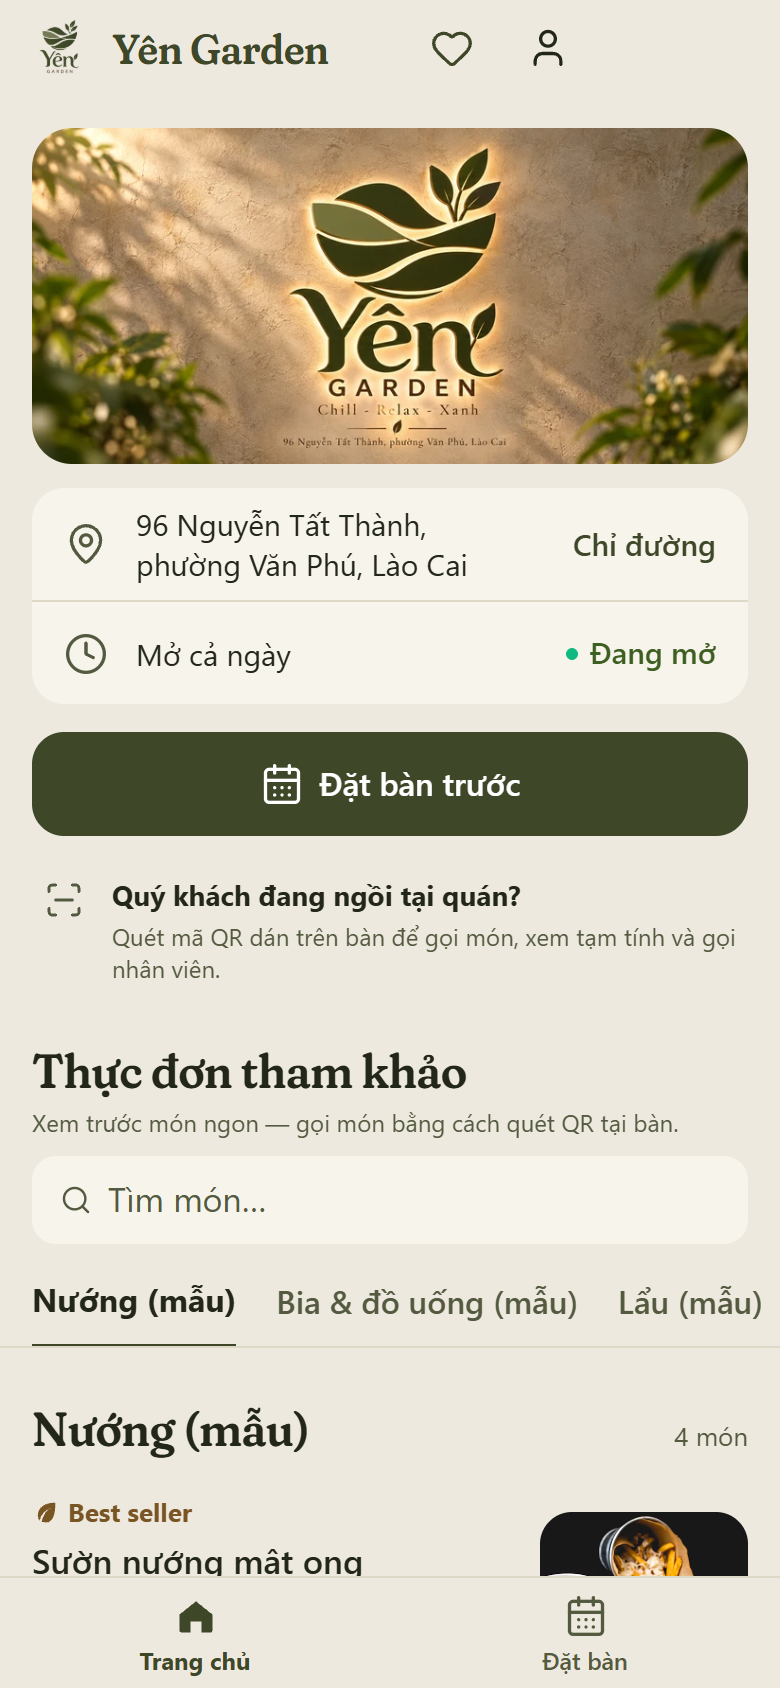 Yên
GARDEN
Yên Garden
Yên
GARDEN
Chill - Relax - Xanh
96 Nguyễn Tất Thành, phường Văn Phú, Lào Cai
96 Nguyễn Tất Thành,
phường Văn Phú, Lào Cai
Chỉ đường
Mở cả ngày
Đang mở
Đặt bàn trước
Quý khách đang ngồi tại quán?
Quét mã QR dán trên bàn để gọi món, xem tạm tính và gọi
nhân viên.
Thực đơn tham khảo
Xem trước món ngon — gọi món bằng cách quét QR tại bàn.
Tìm món...
Nướng (mẫu)
Bia & đồ uống (mẫu)
Lẩu (mẫu)
Nướng (mẫu)
4 món
Best seller
Sườn nướng mật ong
Trang chủ
Đặt bàn